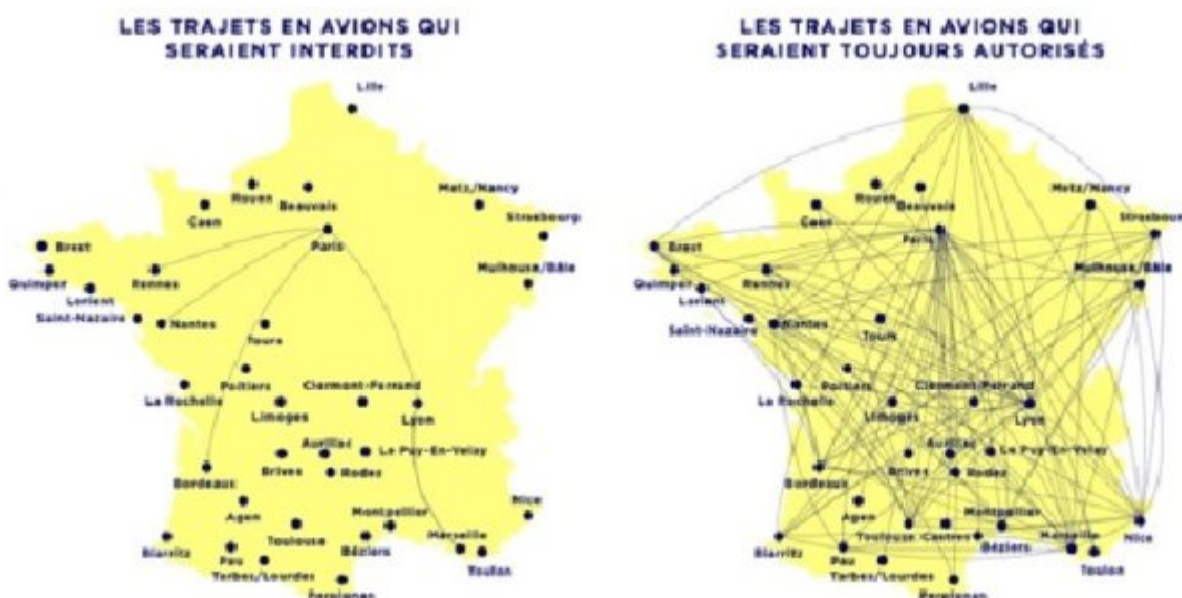 LES TRAJETS EN AVIONS QUI
SERAIENT INTERDITS
Lille
Rouen
Beauvais
Metz/Nancy
Caen
Strasbourg
Brest
Paris
Mulhouse/Bâle
Quimper
Rennes
Lorient
Saint-Nazaire
Nantes
Tours
Poitiers
Clermont-Ferrand
La Rochelle
Limoges
Lyon
Aurillac
Le Puy-En-Velay
Brives
Rodez
Bordeaux
Agen
Montpellier
Nice
Biarritz
Toulouse
Béziers
Marseille
Pau
Toulon
Tarbes/Lourdes
Perpignan
LES TRAJETS EN AVIONS QUI
SERAIENT TOUJOURS AUTORISÉS
Lille
Rouen
Beauvais
Metz/Nancy
Caen
Strasbour
Brest
Paris
Mulhouse/Bâle
Quimper
Rennes
Lorient
Saint-Nazaire
Nantes
Tours
Poitiers
Clermont-Ferrand
La Rochelle
Limoges
Lyon
Aurillac
Le Puy-En-Velay
Brives
Rodez
Bordeaux
Agen
Montpellier
Nice
Biarritz
Toulouse
Castres
Béziers
Marseille
Pau
Toulon
Tarbes/Lourdes
Perpignan